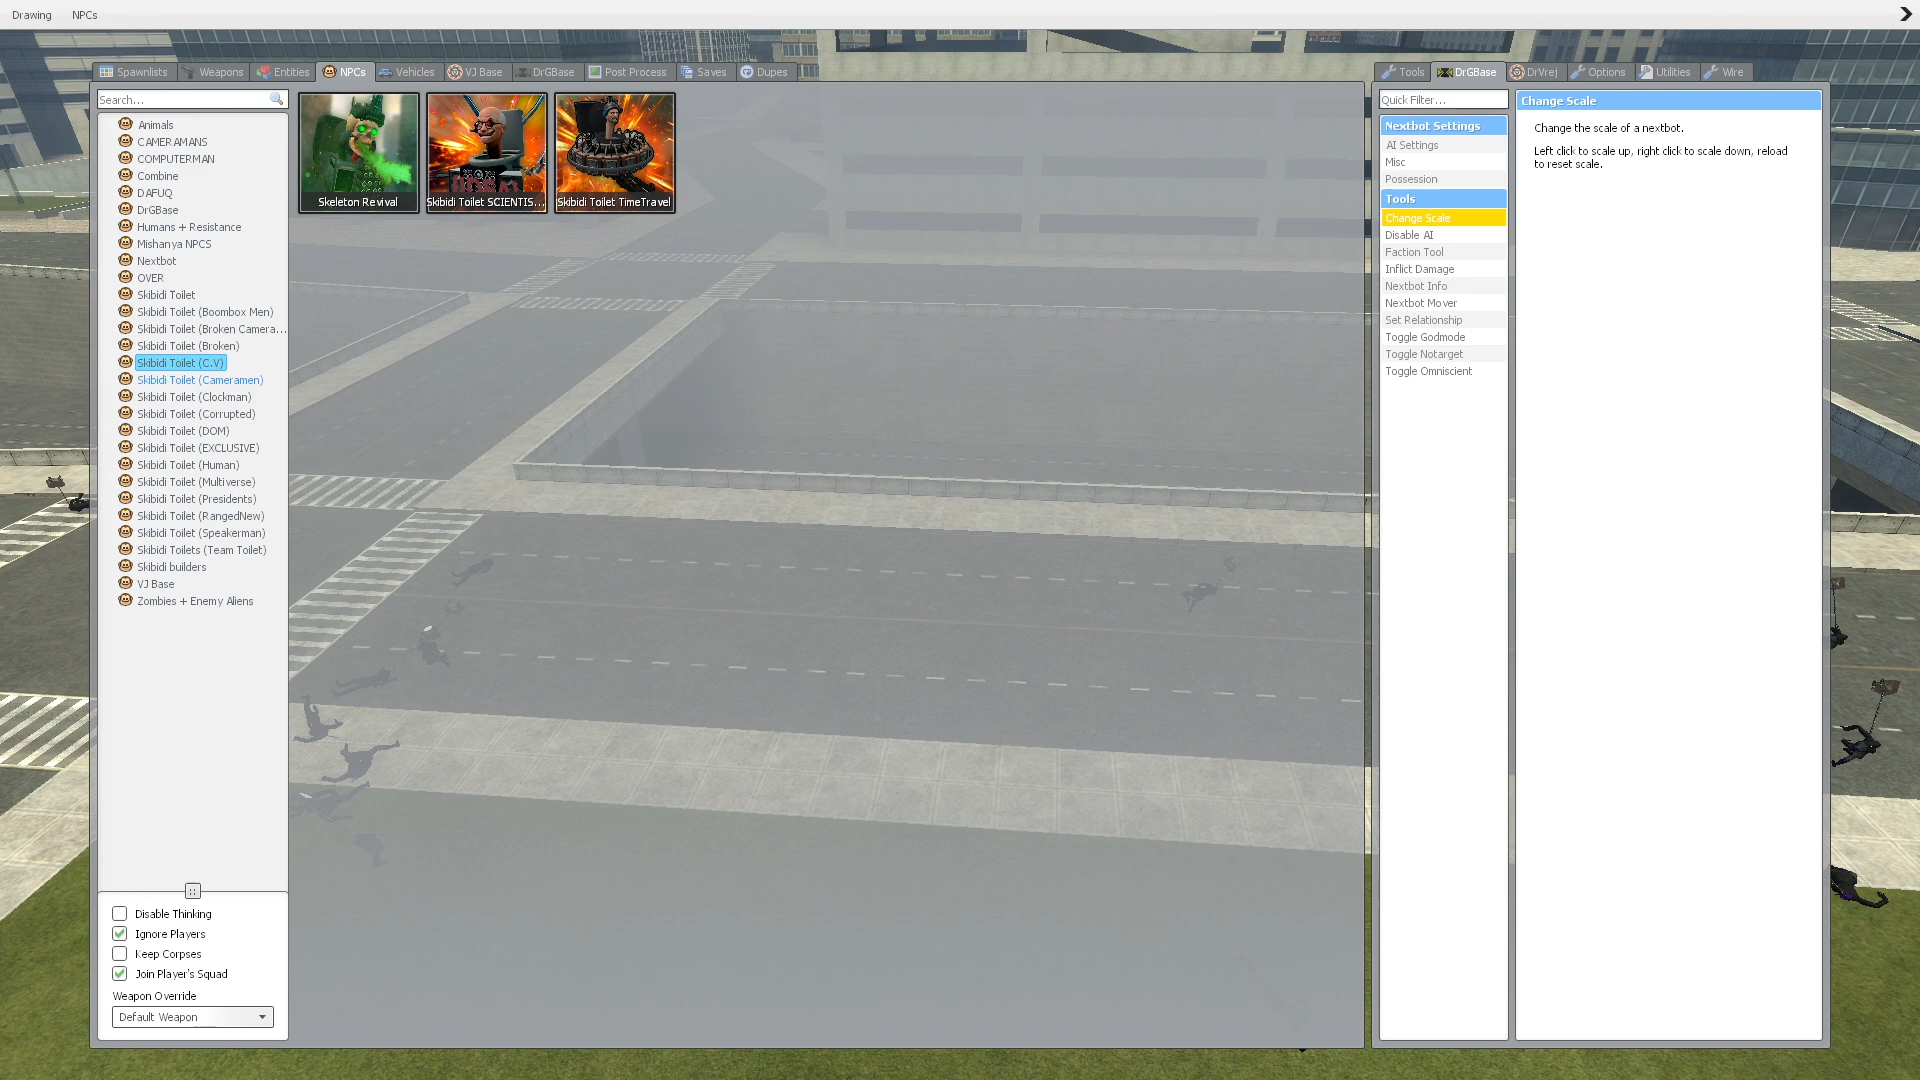 Drawing NPCs
Spawnlists Weapons Entities NPCs Vehicles VJ Base DrGBase Post Process Saves Dupes
Search...
Animals
CAMERAMANS
COMPUTERMAN
Combine
DAFUQ
DrGBase
Humans + Resistance
Mishanya NPCS
Nextbot
OVER
Skibidi Toilet
Skibidi Toilet (Boombox Men)
Skibidi Toilet (Broken Camera...
Skibidi Toilet (Broken)
Skibidi Toilet (C.V)
Skibidi Toilet (Cameramen)
Skibidi Toilet (Clockman)
Skibidi Toilet (Corrupted)
Skibidi Toilet (DOM)
Skibidi Toilet (EXCLUSIVE)
Skibidi Toilet (Human)
Skibidi Toilet (Multiverse)
Skibidi Toilet (Presidents)
Skibidi Toilet (RangedNew)
Skibidi Toilet (Speakerman)
Skibidi Toilets (Team Toilet)
Skibidi builders
VJ Base
Zombies + Enemy Aliens
Disable Thinking
Ignore Players
Keep Corpses
Join Player's Squad
Weapon Override
Default Weapon
Skeleton Revival
Skibidi Toilet SCIENTIS...
Skibidi Toilet TimeTravel
Tools DrGBase DrVrej Options Utilities Wire
Quick Filter...
Nextbot Settings
AI Settings
Misc
Possession
Tools
Change Scale
Disable AI
Faction Tool
Inflict Damage
Nextbot Info
Nextbot Mover
Set Relationship
Toggle Godmode
Toggle Notarget
Toggle Omniscient
Change Scale
Change the scale of a nextbot.
Left click to scale up, right click to scale down, reload
to reset scale.